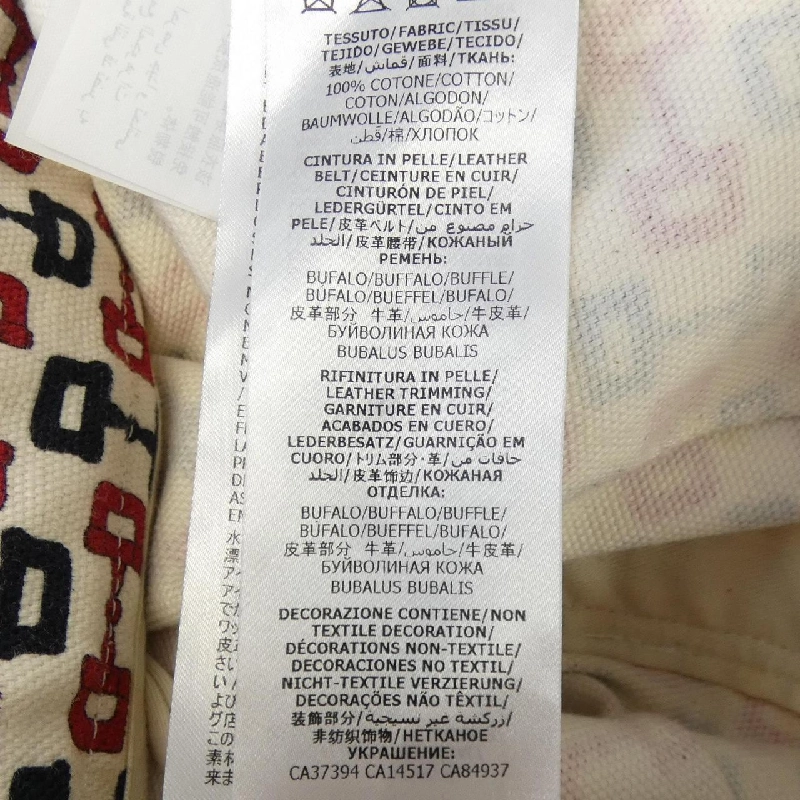 TESSUTO/FABRIC/TISSU/
TEJIDO/GEWEBE/TECIDO/
表地/قماش/面料/ТКАНЬ:
100% COTONE/COTTON/
COTON/ALGODON/
BAUMWOLLE/ALGODÃO/コットン/
قطن/棉/ХЛОПОК
CINTURA IN PELLE/LEATHER
BELT/CEINTURE EN CUIR/
CINTURÓN DE PIEL/
LEDERGÜRTEL/CINTO EM
PELE/皮革ベルト/حزام مصنوع من
الجلد/皮革腰带/КОЖАНЫЙ
РЕМЕНЬ:
BUFALO/BUFFALO/BUFFLE/
BUFALO/BUEFFEL/BUFALO/
皮革部分 牛革/جاموس/牛皮革/
БУЙВОЛИНАЯ КОЖА
BUBALUS BUBALIS
RIFINITURA IN PELLE/
LEATHER TRIMMING/
GARNITURE EN CUIR/
ACABADOS EN CUERO/
LEDERBESATZ/GUARNIÇÃO EM
CUORO/トリム部分・革/حافات من
الجلد/皮革饰边/КОЖАНАЯ
ОТДЕЛКА:
BUFALO/BUFFALO/BUFFLE/
BUFALO/BUEFFEL/BUFALO/
皮革部分 牛革/جاموس/牛皮革/
БУЙВОЛИНАЯ КОЖА
BUBALUS BUBALIS
DECORAZIONE CONTIENE/NON
TEXTILE DECORATION/
DÉCORATIONS NON-TEXTILE/
DECORACIONES NO TEXTIL/
NICHT-TEXTILE VERZIERUNG/
DECORAÇÕES NÃO TÊXTIL/
装飾部分/زركشة غير نسيجية/
非纺织饰物/НЕТКАНОЕ
УКРАШЕНИЕ:
CA37394 CA14517 CA84937